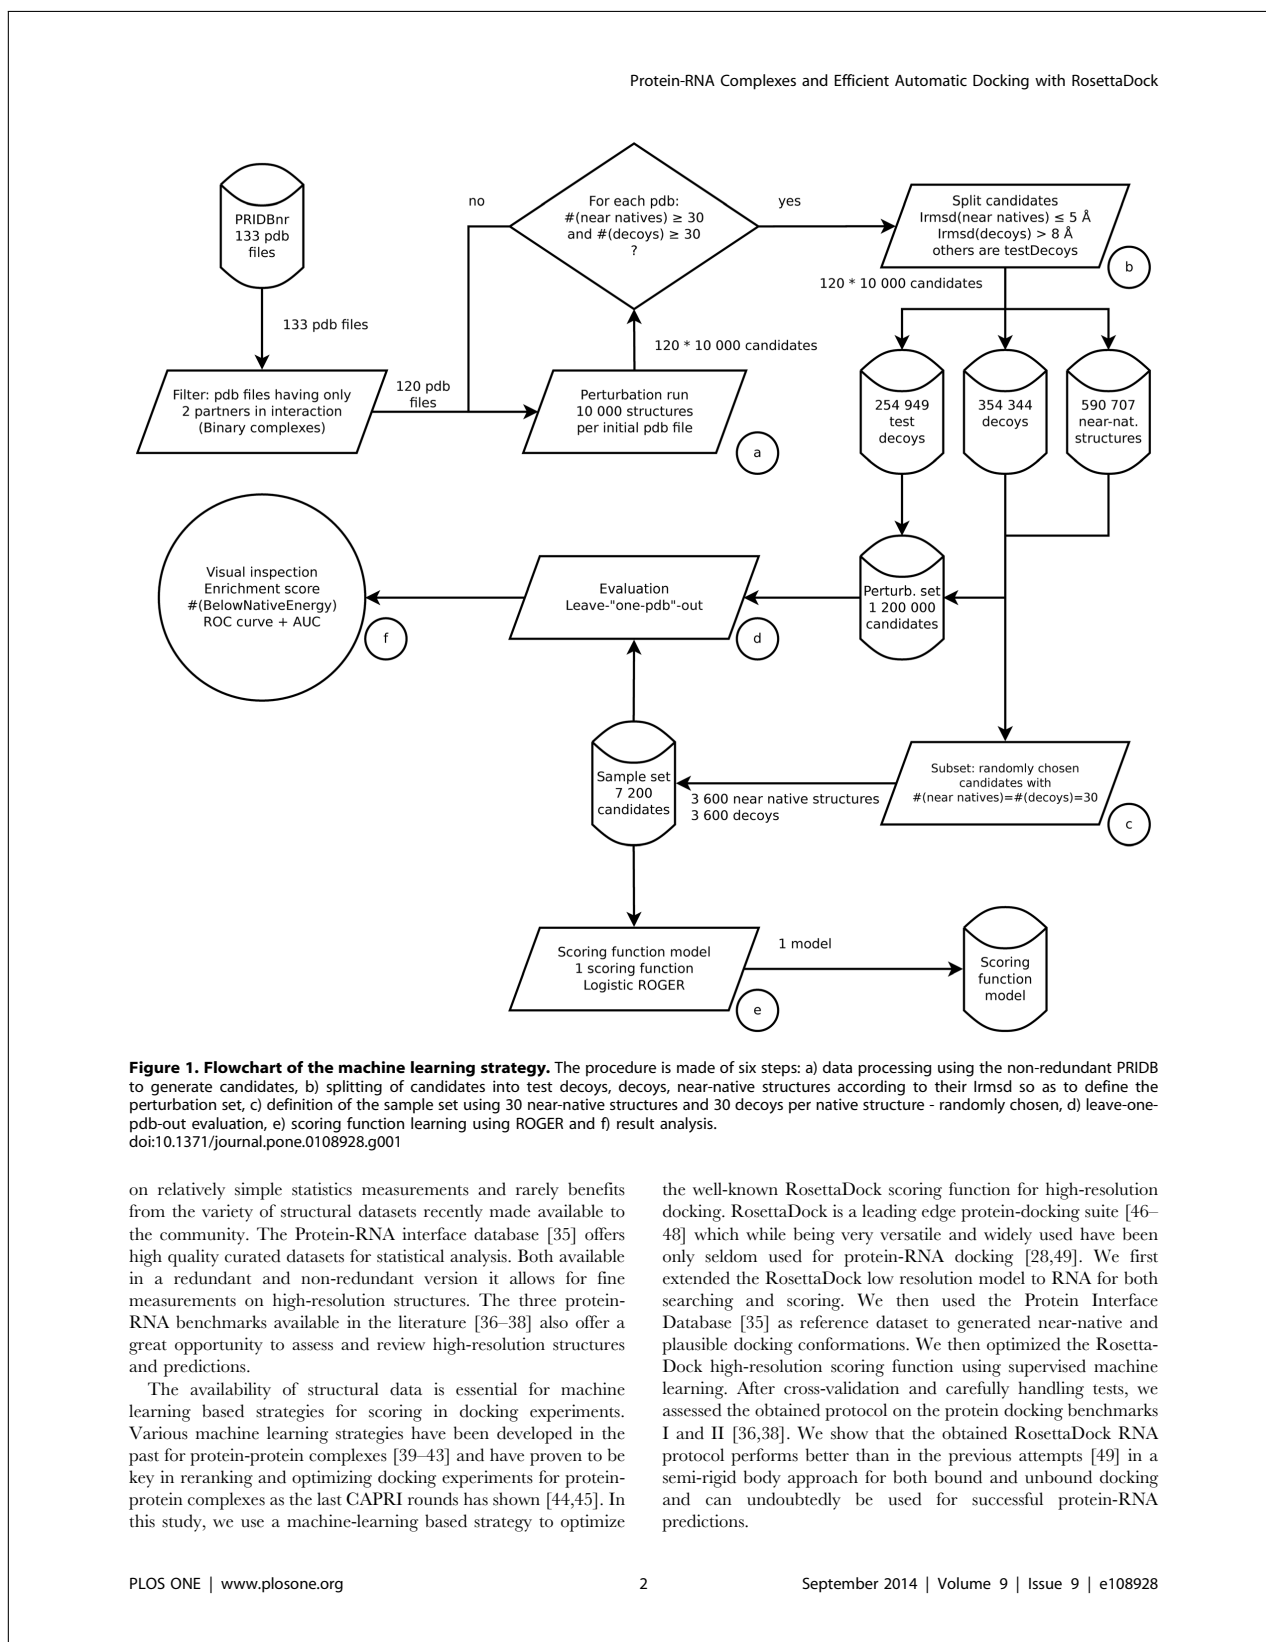 Protein-RNA Complexes and Efficient Automatic Docking with RosettaDock
PRIDBnr
133 pdb
files
133 pdb files
Filter: pdb files having only
2 partners in interaction
(Binary complexes)
120 pdb
files
no
For each pdb:
#(near natives) ≥ 30
and #(decoys) ≥ 30
?
yes
120 * 10 000 candidates
Perturbation run
10 000 structures
per initial pdb file
a
Split candidates
Irmsd(near natives) ≤ 5 Å
Irmsd(decoys) > 8 Å
others are testDecoys
b
120 * 10 000 candidates
254 949
test
decoys
354 344
decoys
590 707
near-nat.
structures
Perturb. set
1 200 000
candidates
Evaluation
Leave-"one-pdb"-out
d
Visual inspection
Enrichment score
#(BelowNativeEnergy)
ROC curve + AUC
f
Subset: randomly chosen
candidates with
#(near natives)=#(decoys)=30
c
3 600 near native structures
3 600 decoys
Sample set
7 200
candidates
Scoring function model
1 scoring function
Logistic ROGER
e
1 model
Scoring
function
model
Figure 1. Flowchart of the machine learning strategy. The procedure is made of six steps: a) data processing using the non-redundant PRIDB
to generate candidates, b) splitting of candidates into test decoys, decoys, near-native structures according to their Irmsd so as to define the
perturbation set, c) definition of the sample set using 30 near-native structures and 30 decoys per native structure - randomly chosen, d) leave-one-
pdb-out evaluation, e) scoring function learning using ROGER and f) result analysis.
doi:10.1371/journal.pone.0108928.g001
on relatively simple statistics measurements and rarely benefits
from the variety of structural datasets recently made available to
the community. The Protein-RNA interface database [35] offers
high quality curated datasets for statistical analysis. Both available
in a redundant and non-redundant version it allows for fine
measurements on high-resolution structures. The three protein-
RNA benchmarks available in the literature [36–38] also offer a
great opportunity to assess and review high-resolution structures
and predictions.
The availability of structural data is essential for machine
learning based strategies for scoring in docking experiments.
Various machine learning strategies have been developed in the
past for protein-protein complexes [39–43] and have proven to be
key in reranking and optimizing docking experiments for protein-
protein complexes as the last CAPRI rounds has shown [44,45]. In
this study, we use a machine-learning based strategy to optimize
the well-known RosettaDock scoring function for high-resolution
docking. RosettaDock is a leading edge protein-docking suite [46–
48] which while being very versatile and widely used have been
only seldom used for protein-RNA docking [28,49]. We first
extended the RosettaDock low resolution model to RNA for both
searching and scoring. We then used the Protein Interface
Database [35] as reference dataset to generated near-native and
plausible docking conformations. We then optimized the Rosetta-
Dock high-resolution scoring function using supervised machine
learning. After cross-validation and carefully handling tests, we
assessed the obtained protocol on the protein docking benchmarks
I and II [36,38]. We show that the obtained RosettaDock RNA
protocol performs better than in the previous attempts [49] in a
semi-rigid body approach for both bound and unbound docking
and can undoubtedly be used for successful protein-RNA
predictions.
PLOS ONE | www.plosone.org
2
September 2014 | Volume 9 | Issue 9 | e108928